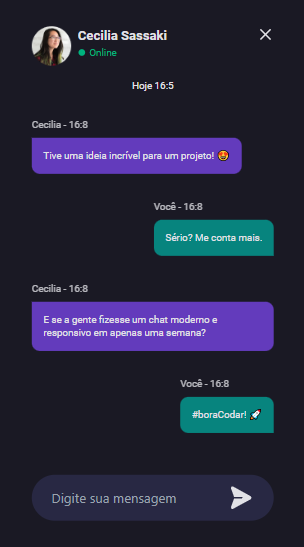 Cecilia Sassaki
Online
Hoje 16:5
Cecilia - 16:8
Tive uma ideia incrível para um projeto! 🤩
Você - 16:8
Sério? Me conta mais.
Cecilia - 16:8
E se a gente fizesse um chat moderno e
responsivo em apenas uma semana?
Você - 16:8
#boraCodar! 🚀
Digite sua mensagem